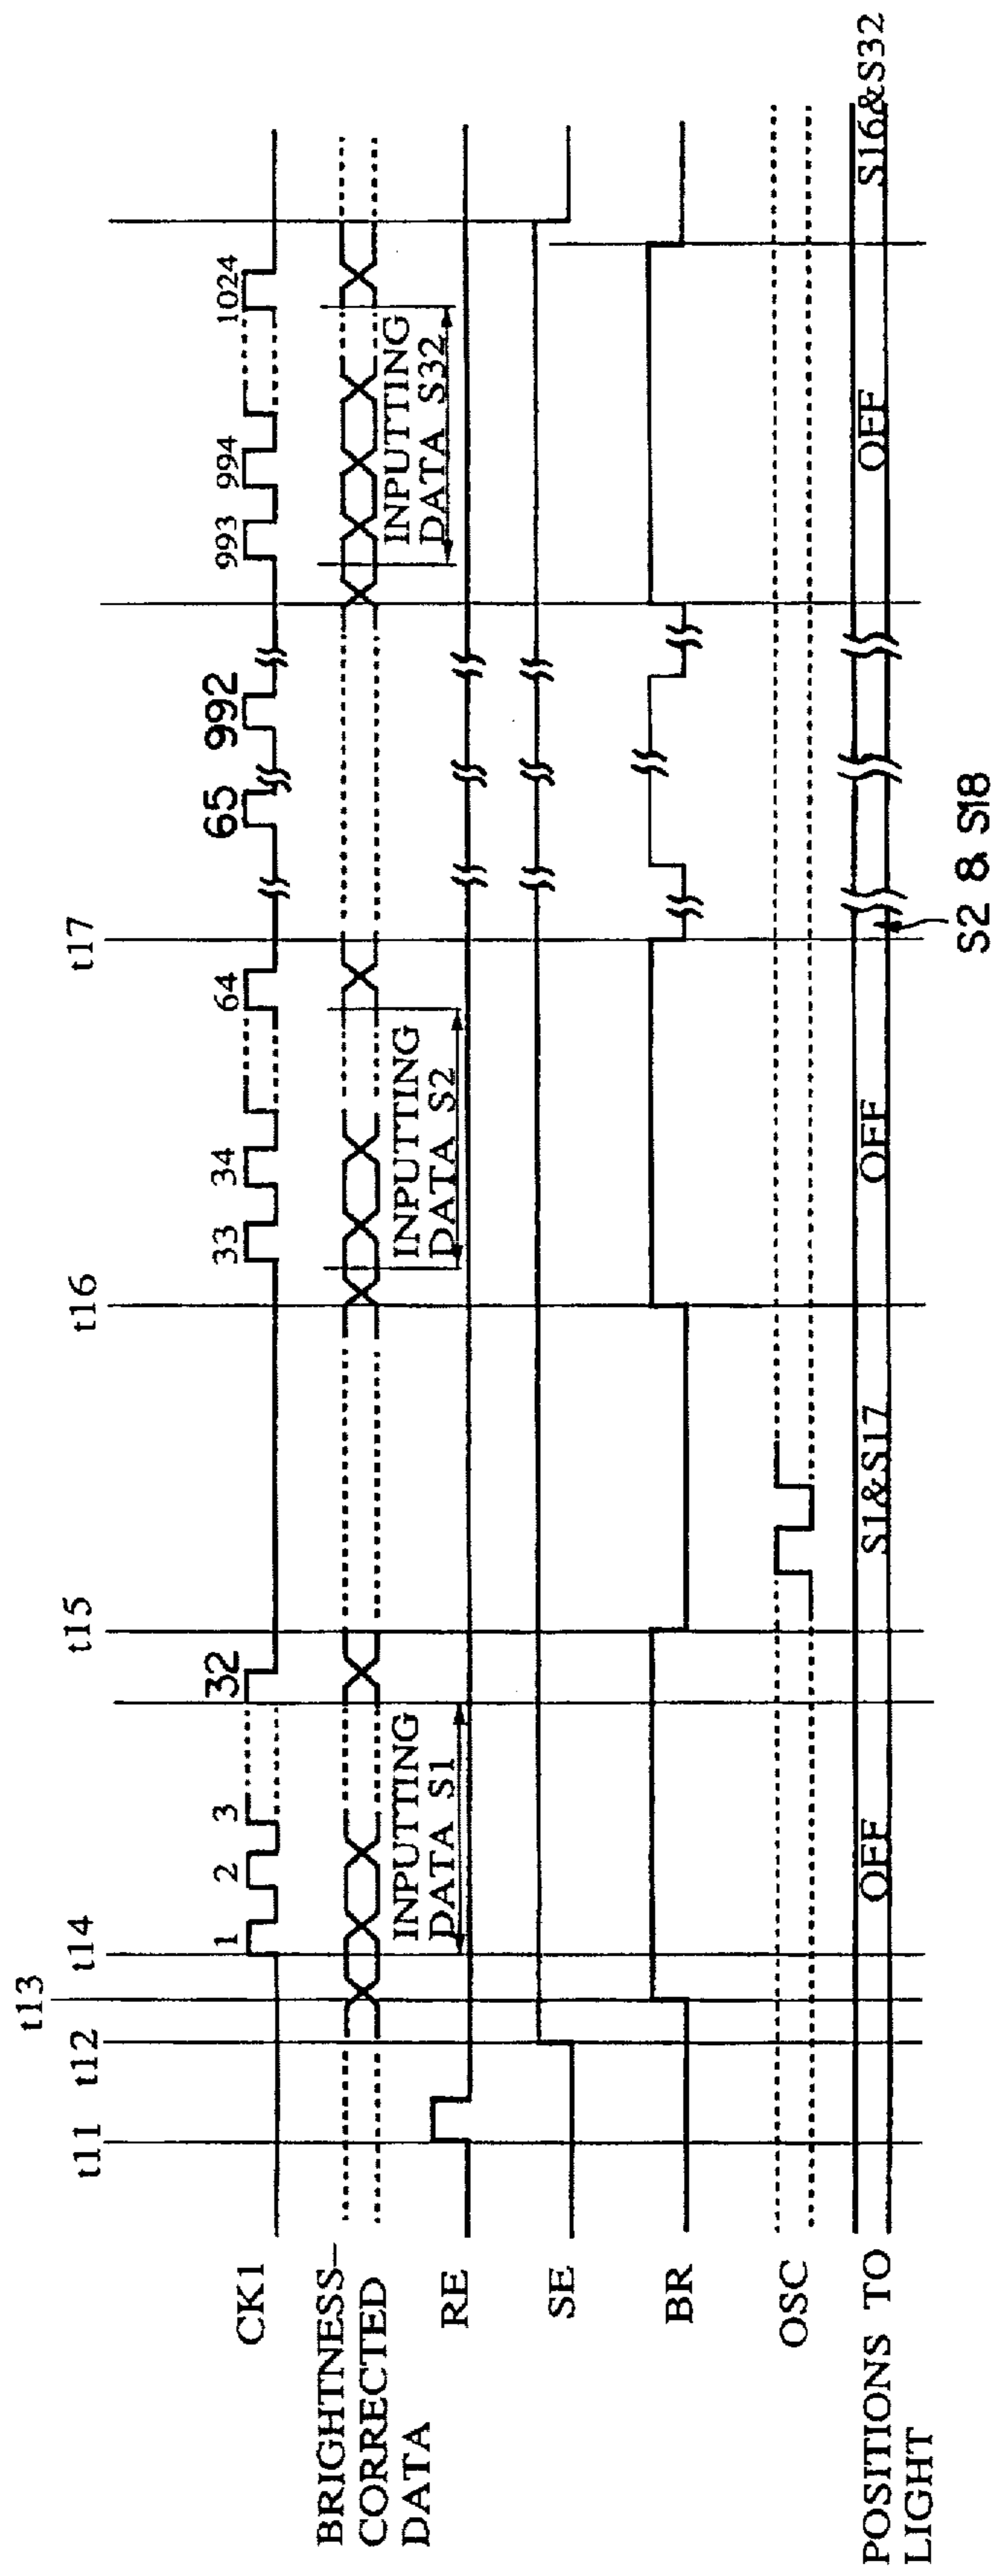 t11
t12
t13
t14
t15
t16
t17
CK1
1
2
3
32
33
34
64
65
992
993
994
1024
BRIGHTNESS-
CORRECTED
DATA
INPUTTING
DATA S1
INPUTTING
DATA S2
INPUTTING
DATA S32
RE
SE
BR
OSC
POSITIONS TO
LIGHT
OFF
S1&S17
OFF
S2 & S18
OFF
S16&S32